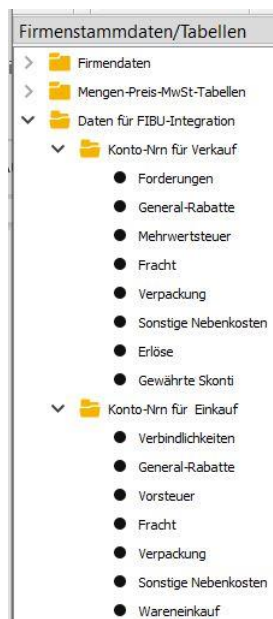 Firmenstammdaten/Tabellen
Firmendaten
Mengen-Preis-MwSt-Tabellen
Daten für FIBU-Integration
Konto-Nrn für Verkauf
Forderungen
General-Rabatte
Mehrwertsteuer
Fracht
Verpackung
Sonstige Nebenkosten
Erlöse
Gewährte Skonti
Konto-Nrn für Einkauf
Verbindlichkeiten
General-Rabatte
Vorsteuer
Fracht
Verpackung
Sonstige Nebenkosten
Wareneinkauf